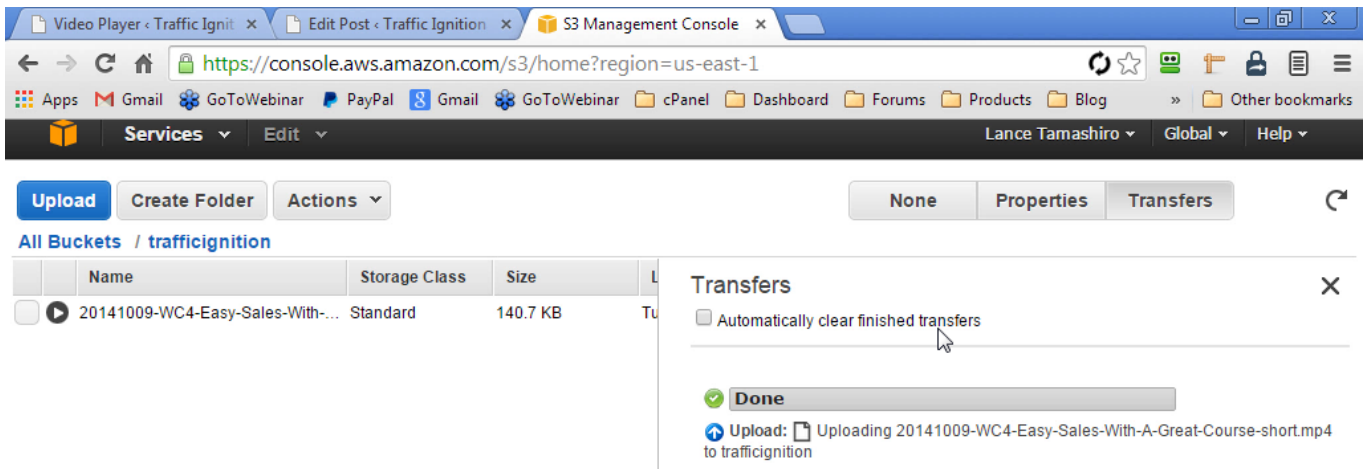 Video Player ‹ Traffic Ignit
Edit Post ‹ Traffic Ignition
S3 Management Console
https://console.aws.amazon.com/s3/home?region=us-east-1
Apps Gmail GoToWebinar PayPal Gmail GoToWebinar cPanel Dashboard Forums Products Blog » Other bookmarks
Services Edit Lance Tamashiro Global Help
Upload Create Folder Actions None Properties Transfers
All Buckets / trafficignition
Name Storage Class Size L
20141009-WC4-Easy-Sales-With-... Standard 140.7 KB Tu
Transfers
Automatically clear finished transfers
Done
Upload: Uploading 20141009-WC4-Easy-Sales-With-A-Great-Course-short.mp4
to trafficignition